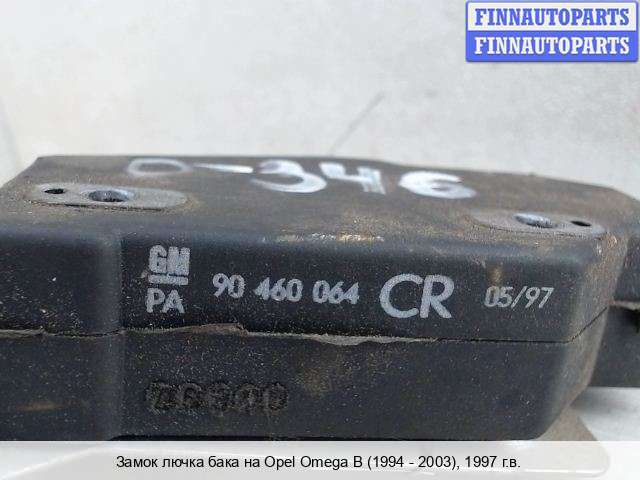 FINNAUTOPARTS
FINNAUTOPARTS
0-346
GM
PA 90 460 064 CR 05/97
Замок лючка бака на Opel Omega B (1994 - 2003), 1997 г.в.